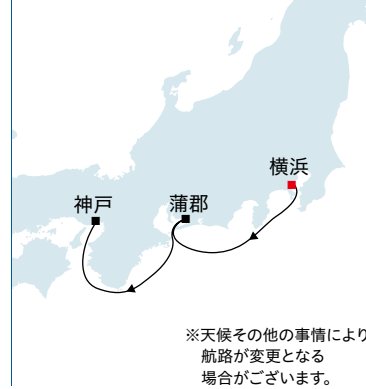 横浜
神戸
蒲郡
※天候その他の事情により
航路が変更となる
場合がございます。